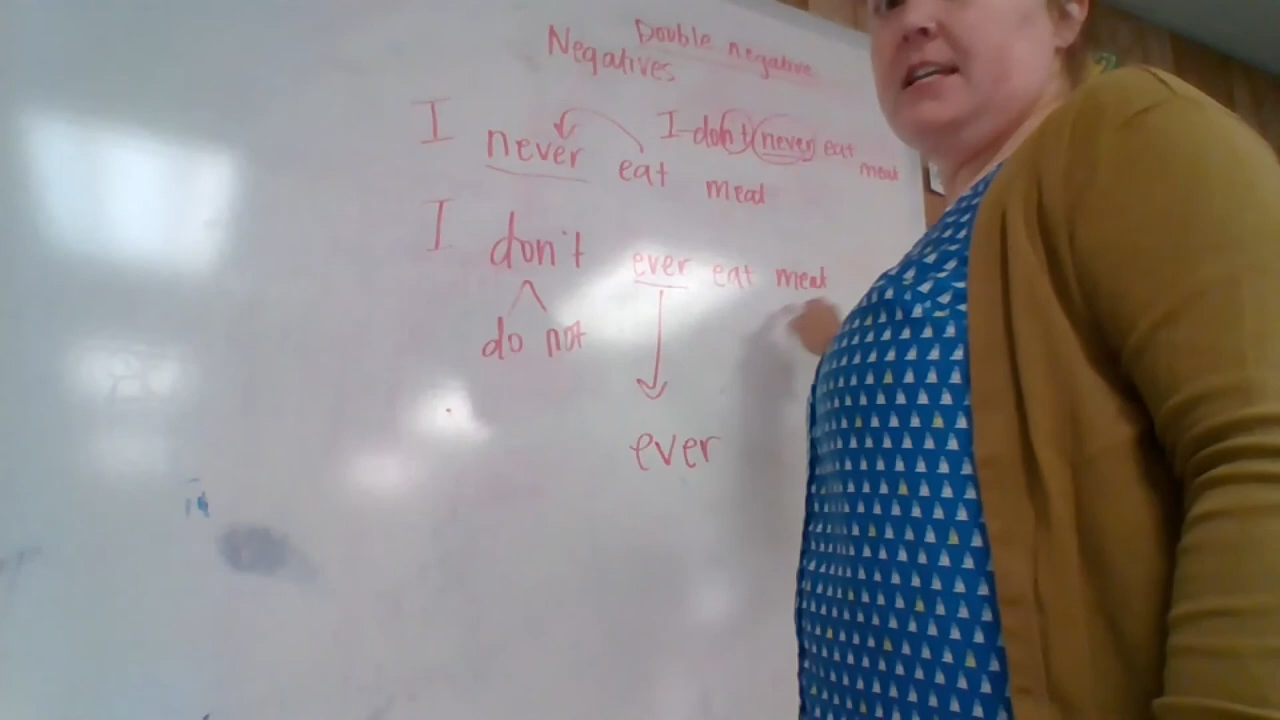 Double negative
Negatives
I never eat meat
I don't never eat meat
I don't ever eat meat
do not
ever